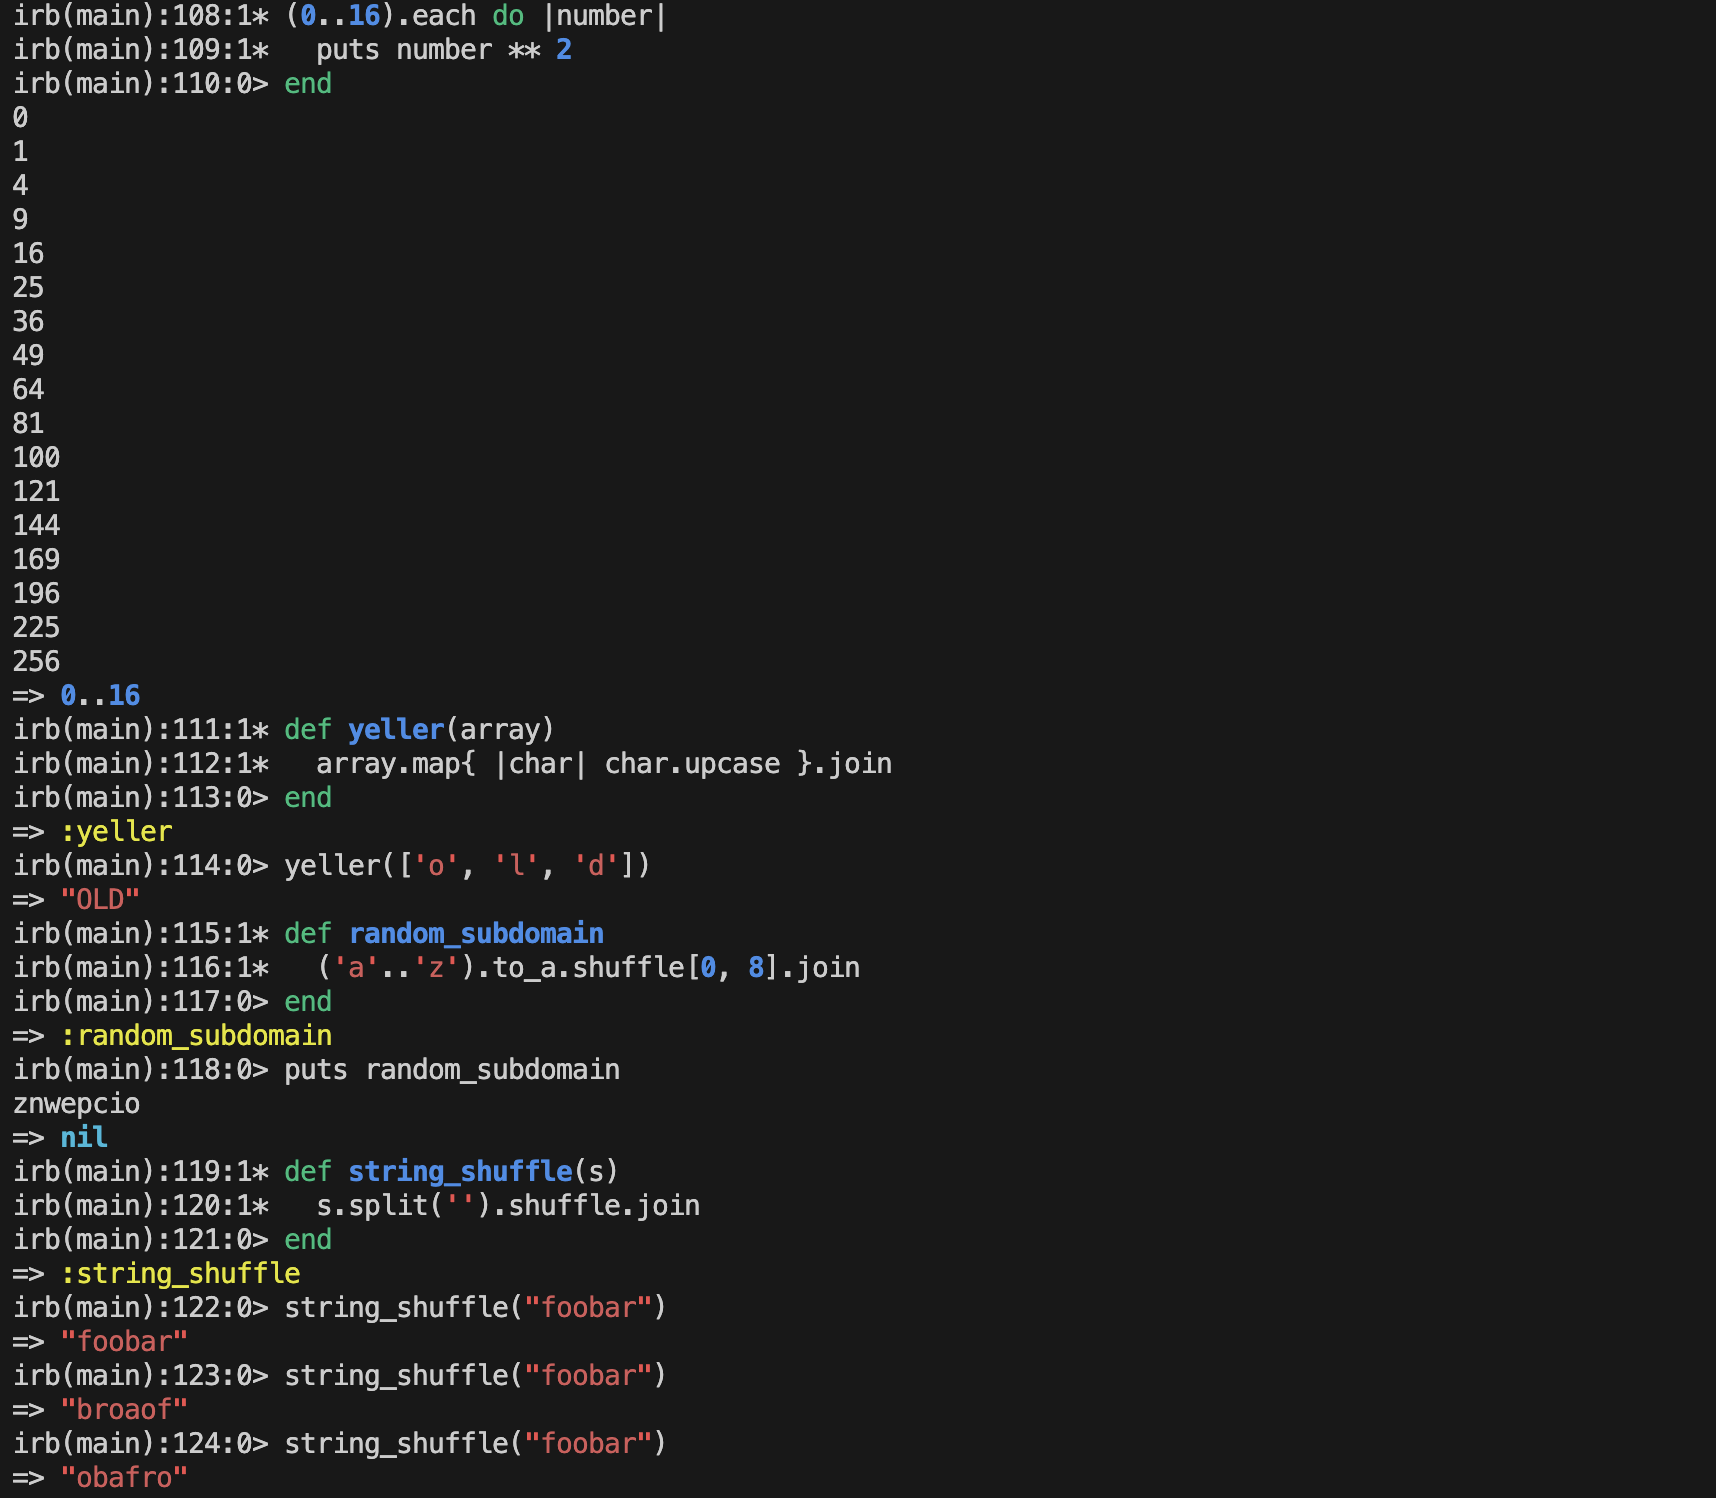 irb(main):108:1* (0..16).each do |number|
irb(main):109:1*   puts number ** 2
irb(main):110:0> end
0
1
4
9
16
25
36
49
64
81
100
121
144
169
196
225
256
=> 0..16
irb(main):111:1* def yeller(array)
irb(main):112:1*   array.map{ |char| char.upcase }.join
irb(main):113:0> end
=> :yeller
irb(main):114:0> yeller(['o', 'l', 'd'])
=> "OLD"
irb(main):115:1* def random_subdomain
irb(main):116:1*   ('a'..'z').to_a.shuffle[0, 8].join
irb(main):117:0> end
=> :random_subdomain
irb(main):118:0> puts random_subdomain
znwepcio
=> nil
irb(main):119:1* def string_shuffle(s)
irb(main):120:1*   s.split('').shuffle.join
irb(main):121:0> end
=> :string_shuffle
irb(main):122:0> string_shuffle("foobar")
=> "foobar"
irb(main):123:0> string_shuffle("foobar")
=> "broaof"
irb(main):124:0> string_shuffle("foobar")
=> "obafro"